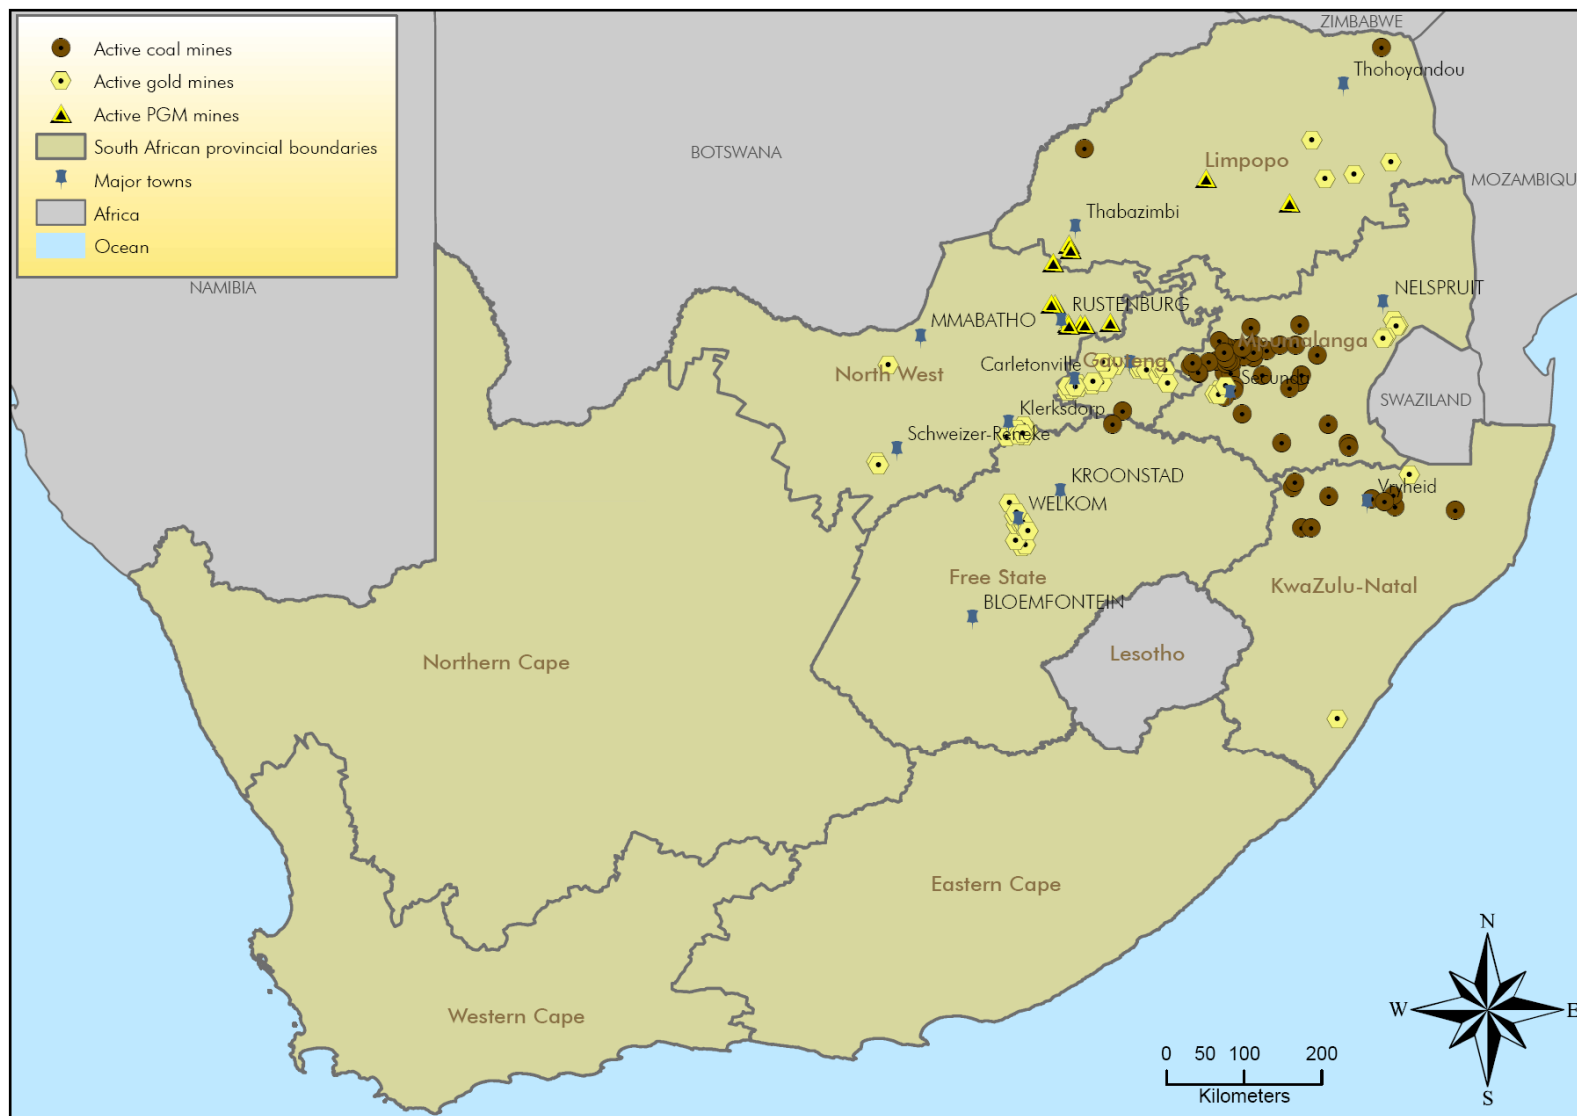 Active coal mines
Active gold mines
Active PGM mines
South African provincial boundaries
Major towns
Africa
Ocean
ZIMBABWE
Thohoyandou
BOTSWANA
Limpopo
MOZAMBIQU
Thabazimbi
NAMIBIA
NELSPRUIT
RUSTENBURG
MMABATHO
Mpumalanga
Carletonville
Gauteng
North West
Secunda
SWAZILAND
Klerksdorp
Schweizer-Reneke
KROONSTAD
Vryheid
WELKOM
Free State
KwaZulu-Natal
BLOEMFONTEIN
Lesotho
Northern Cape
Eastern Cape
Western Cape
N
W
E
S
0 50 100 200
Kilometers